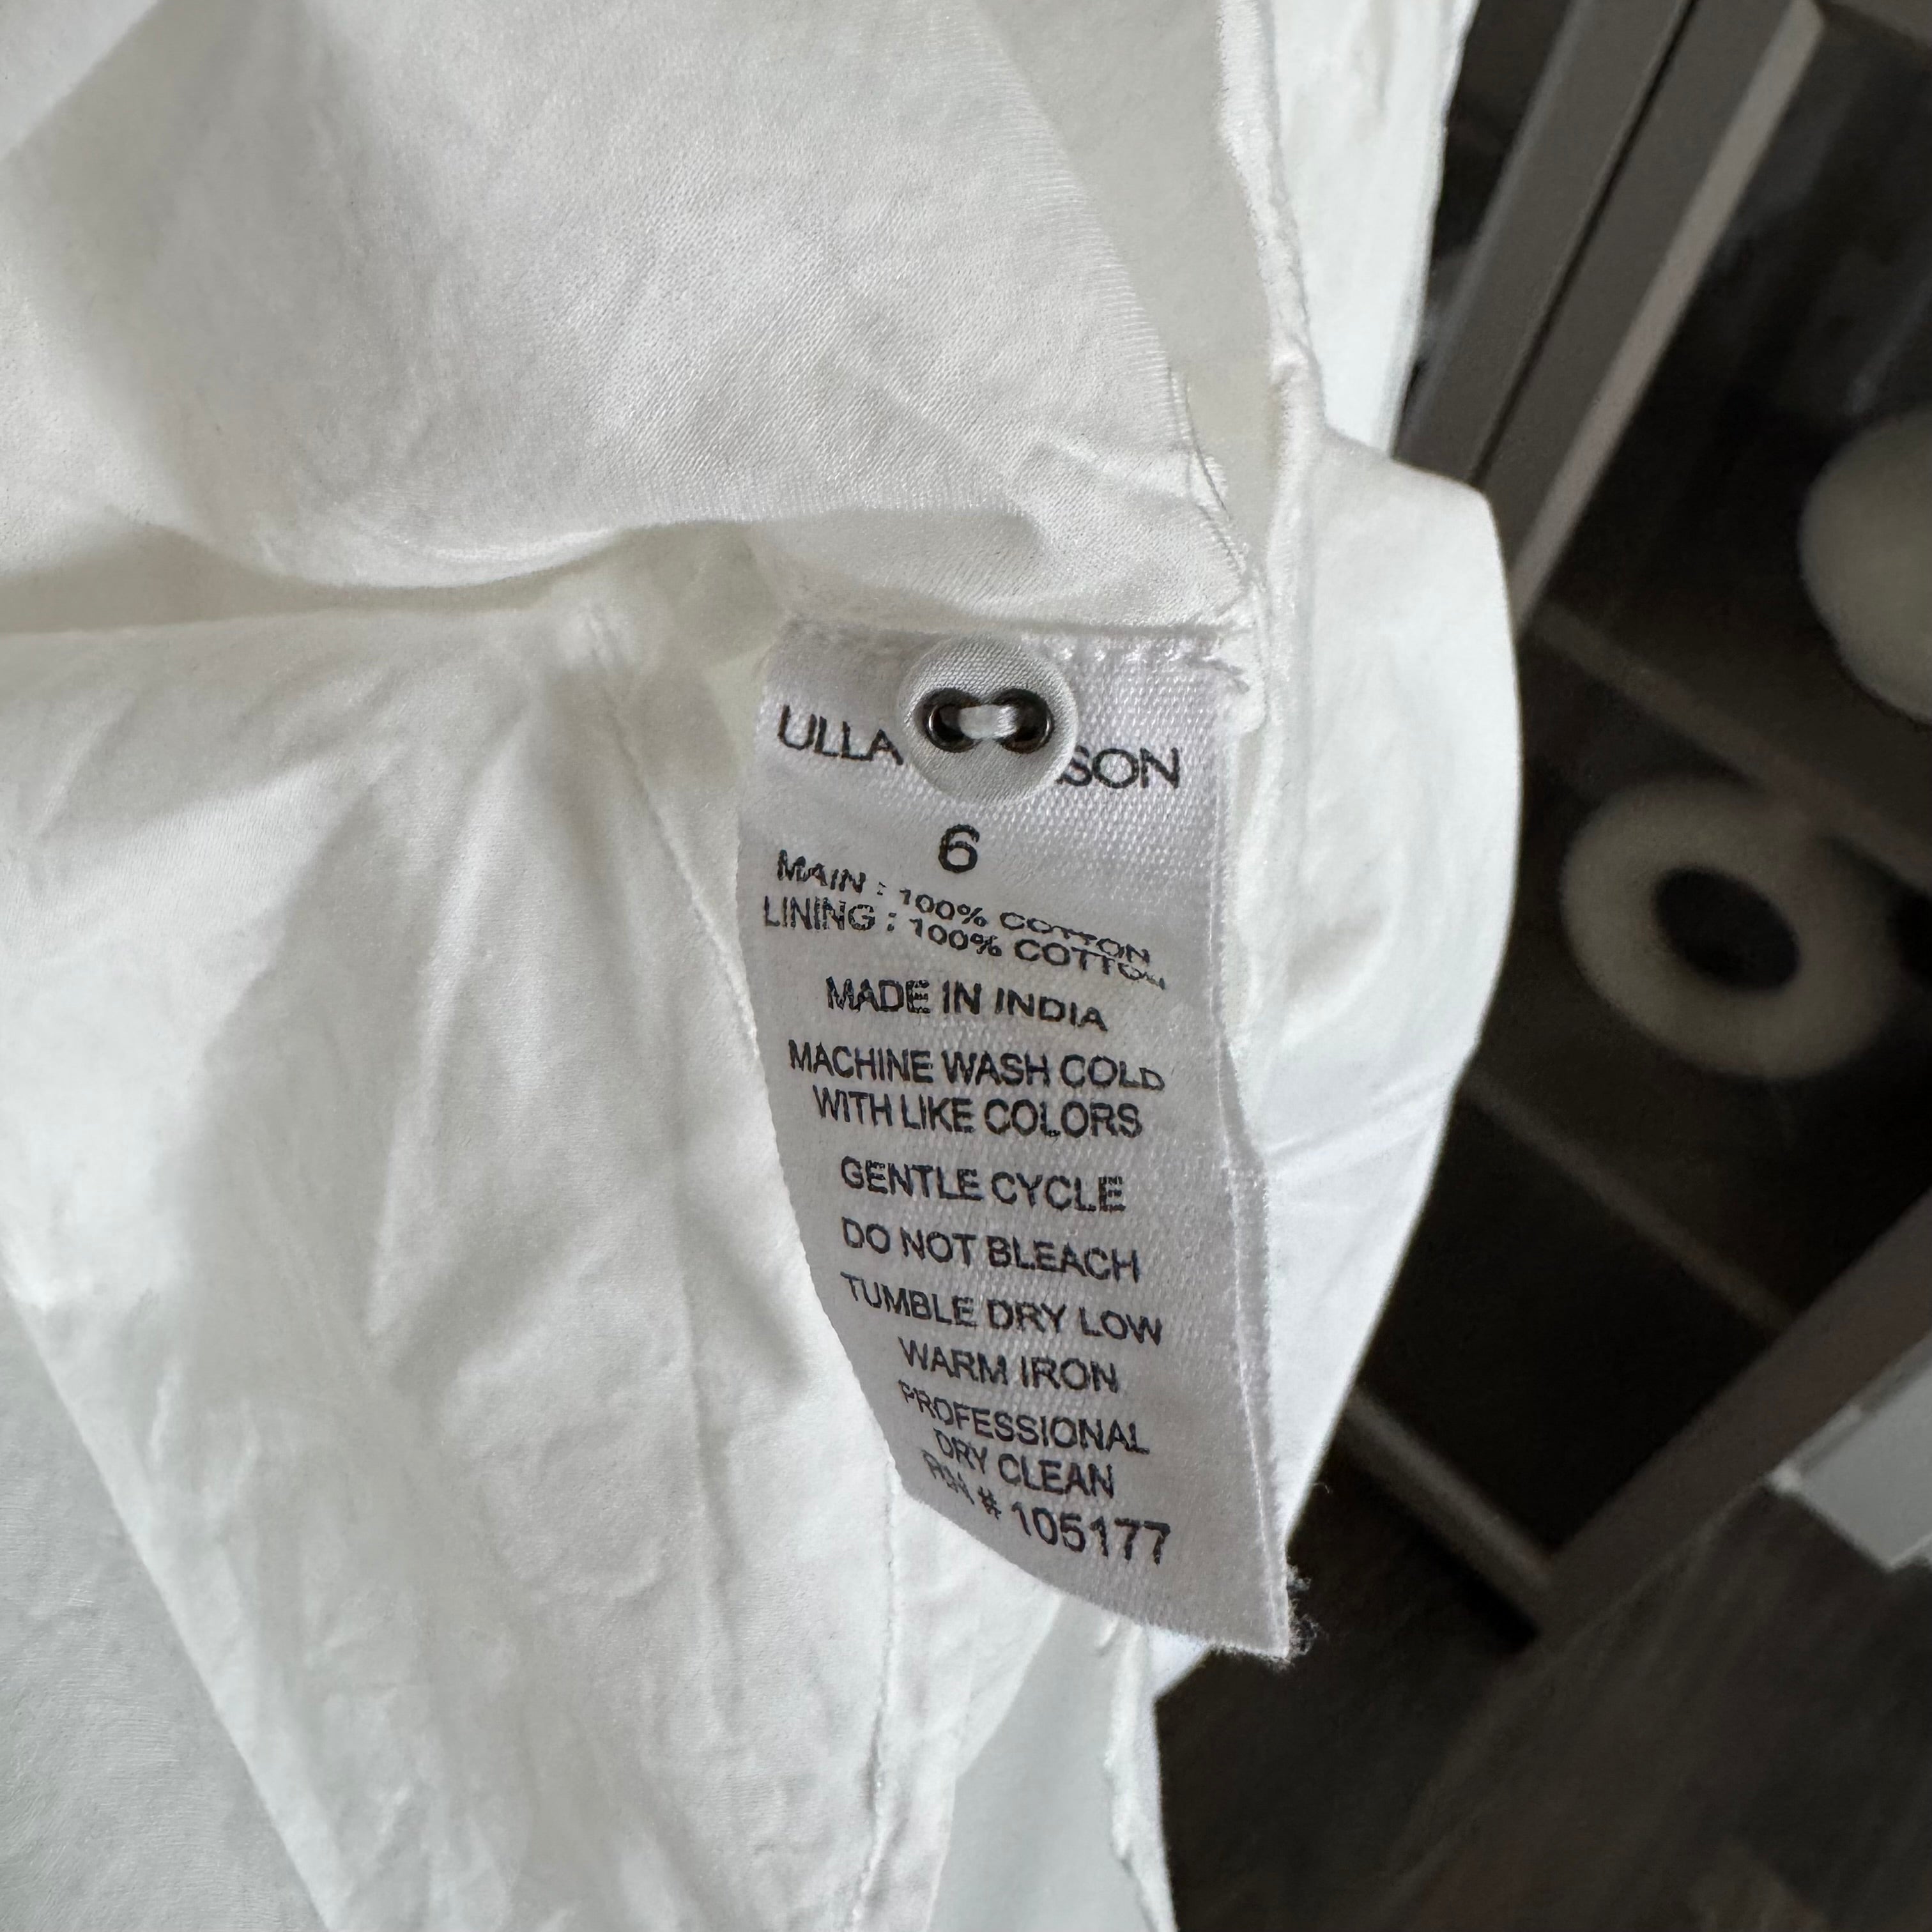 ULLA SON
6
MAIN : 100% COTTON
LINING : 100% COTTON
MADE IN INDIA
MACHINE WASH COLD
WITH LIKE COLORS
GENTLE CYCLE
DO NOT BLEACH
TUMBLE DRY LOW
WARM IRON
PROFESSIONAL
DRY CLEAN
RN # 105177